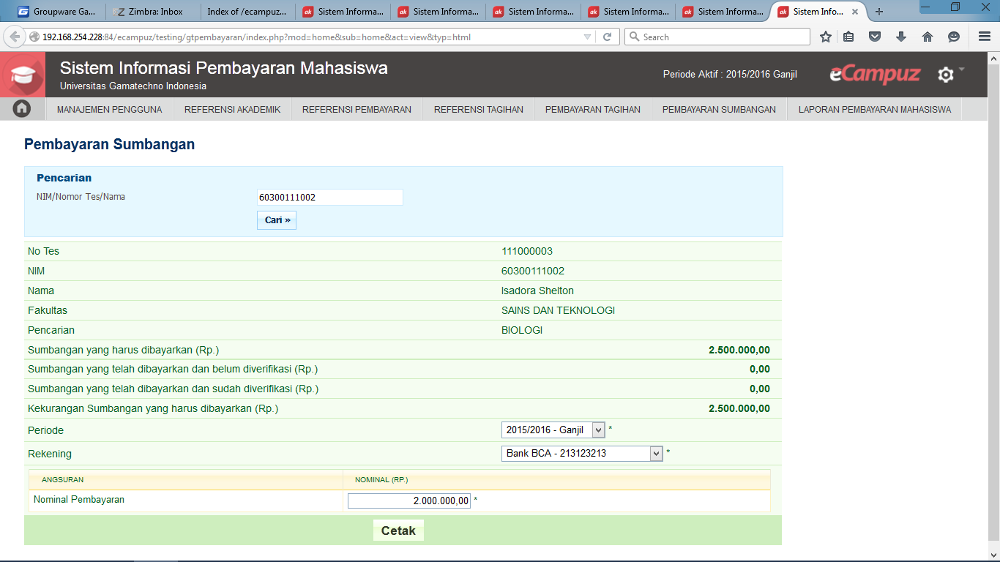 Groupware Ga... Zimbra: Inbox Index of /ecampuz... ak Sistem Informa... ak Sistem Informa... ak Sistem Informa... ak Sistem Informa... ak Sistem Informa... ak Sistem Info...
192.168.254.228:84/ecampuz/testing/gtpembayaran/index.php?mod=home&sub=home&act=view&typ=html Search
Sistem Informasi Pembayaran Mahasiswa
Universitas Gamatechno Indonesia
Periode Aktif : 2015/2016 Ganjil eCampuz
MANAJEMEN PENGGUNA REFERENSI AKADEMIK REFERENSI PEMBAYARAN REFERENSI TAGIHAN PEMBAYARAN TAGIHAN PEMBAYARAN SUMBANGAN LAPORAN PEMBAYARAN MAHASISWA
Pembayaran Sumbangan
Pencarian
NIM/Nomor Tes/Nama 60300111002
Cari »
No Tes 111000003
NIM 60300111002
Nama Isadora Shelton
Fakultas SAINS DAN TEKNOLOGI
Pencarian BIOLOGI
Sumbangan yang harus dibayarkan (Rp.) 2.500.000,00
Sumbangan yang telah dibayarkan dan belum diverifikasi (Rp.) 0,00
Sumbangan yang telah dibayarkan dan sudah diverifikasi (Rp.) 0,00
Kekurangan Sumbangan yang harus dibayarkan (Rp.) 2.500.000,00
Periode 2015/2016 - Ganjil *
Rekening Bank BCA - 213123213 *
ANGSURAN NOMINAL (RP.)
Nominal Pembayaran 2.000.000,00 *
Cetak